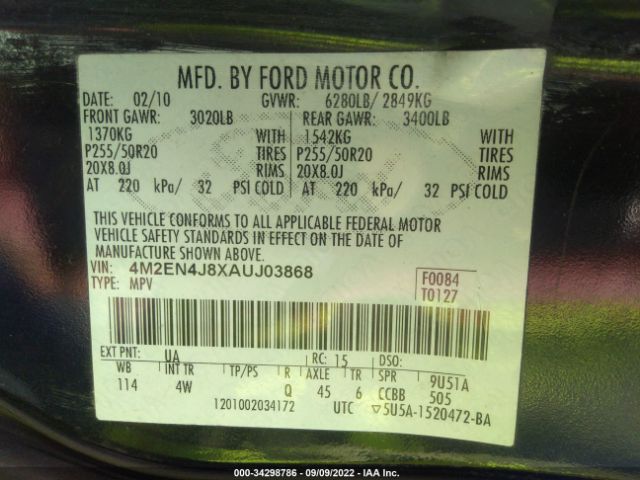 MFD. BY FORD MOTOR CO.
DATE: 02/10 GVWR: 6280LB/ 2849KG
FRONT GAWR: 3020LB REAR GAWR: 3400LB
1370KG WITH 1542KG WITH
P255/50R20 TIRES P255/50R20 TIRES
20X8.0J RIMS 20X8.0J RIMS
AT 220 kPa/ 32 PSI COLD AT 220 kPa/ 32 PSI COLD
THIS VEHICLE CONFORMS TO ALL APPLICABLE FEDERAL MOTOR
VEHICLE SAFETY STANDARDS IN EFFECT ON THE DATE OF
MANUFACTURE SHOWN ABOVE.
VIN: 4M2EN4J8XAUJ03868 F0084
TYPE: MPV T0127
EXT PNT: UA RC: 15 DSO:
WB INT TR TP/PS R AXLE TR SPR 9U51A
114 4W Q 45 6 CCBB 505
1201002034172 UTC ▽5U5A-1520472-BA
000-34298786 - 09/09/2022 - IAA Inc.